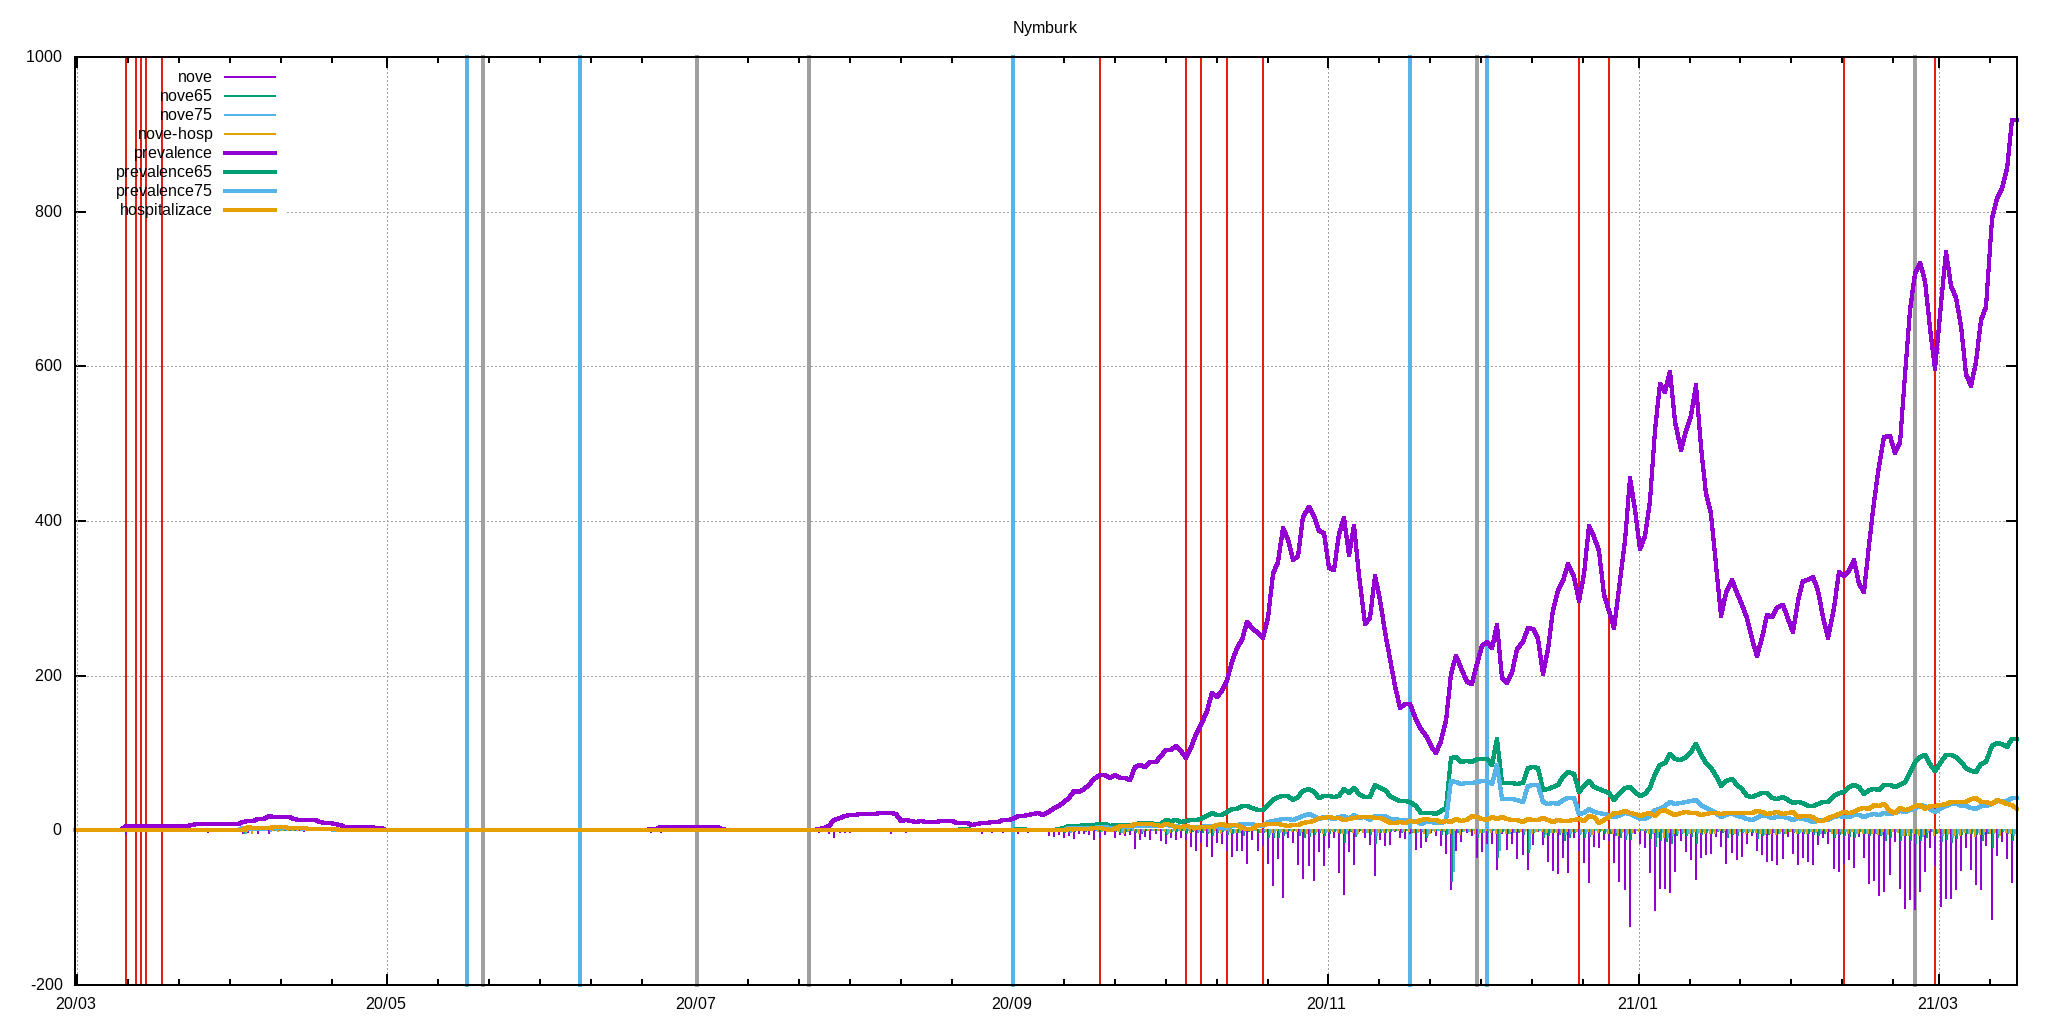 Nymburk
1000
800
600
400
200
0
-200
nove
nove65
nove75
nove-hosp
prevalence
prevalence65
prevalence75
hospitalizace
20/03
20/05
20/07
20/09
20/11
21/01
21/03